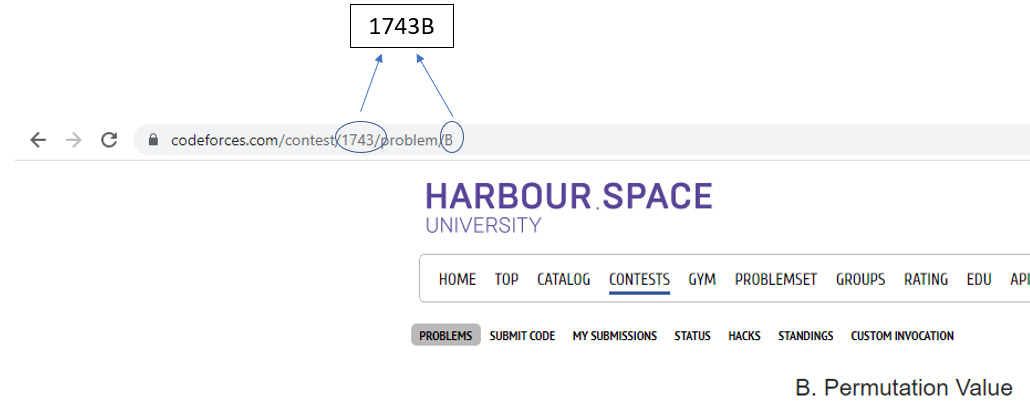 1743B
codeforces.com/contest/1743/problem/B
HARBOUR.SPACE
UNIVERSITY
HOME TOP CATALOG CONTESTS GYM PROBLEMSET GROUPS RATING EDU API
PROBLEMS SUBMIT CODE MY SUBMISSIONS STATUS HACKS STANDINGS CUSTOM INVOCATION
B. Permutation Value